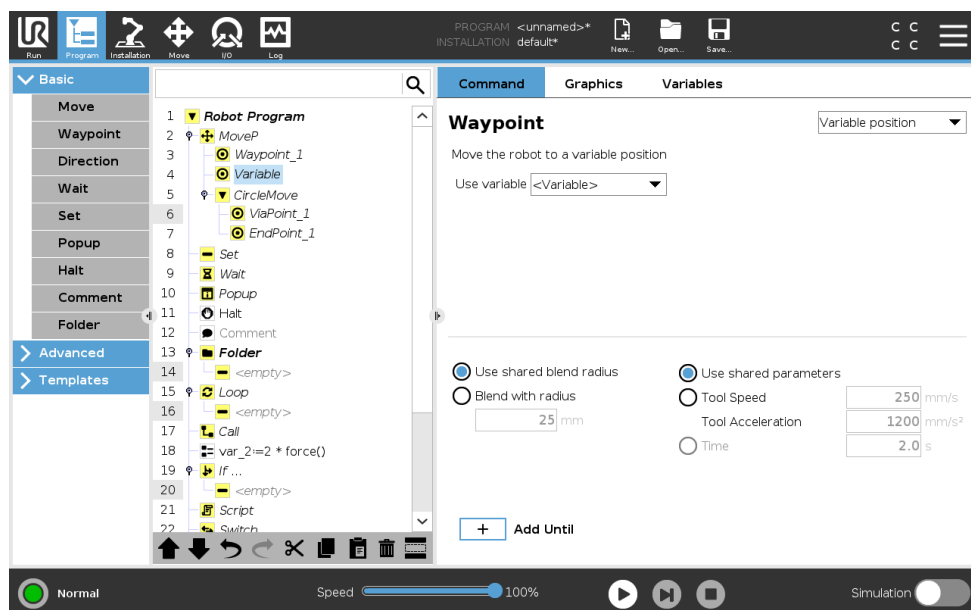 PROGRAM <unnamed>*
INSTALLATION default*
UR
Run
Program
Installation
Move
I/O
Log
New...
Open...
Save...
C C
C C
Basic
Move
Waypoint
Direction
Wait
Set
Popup
Halt
Comment
Folder
Advanced
Templates
1 Robot Program
2 MoveP
3 Waypoint_1
4 Variable
5 CircleMove
6 ViaPoint_1
7 EndPoint_1
8 Set
9 Wait
10 Popup
11 Halt
12 Comment
13 Folder
14 <empty>
15 Loop
16 <empty>
17 Call
18 var_2:=2 * force()
19 If ...
20 <empty>
21 Script
22 Switch
Command Graphics Variables
Waypoint
Variable position
Move the robot to a variable position
Use variable <Variable>
Use shared blend radius
Blend with radius
25 mm
Use shared parameters
Tool Speed 250 mm/s
Tool Acceleration 1200 mm/s²
Time 2.0 s
+ Add Until
Normal
Speed 100%
Simulation